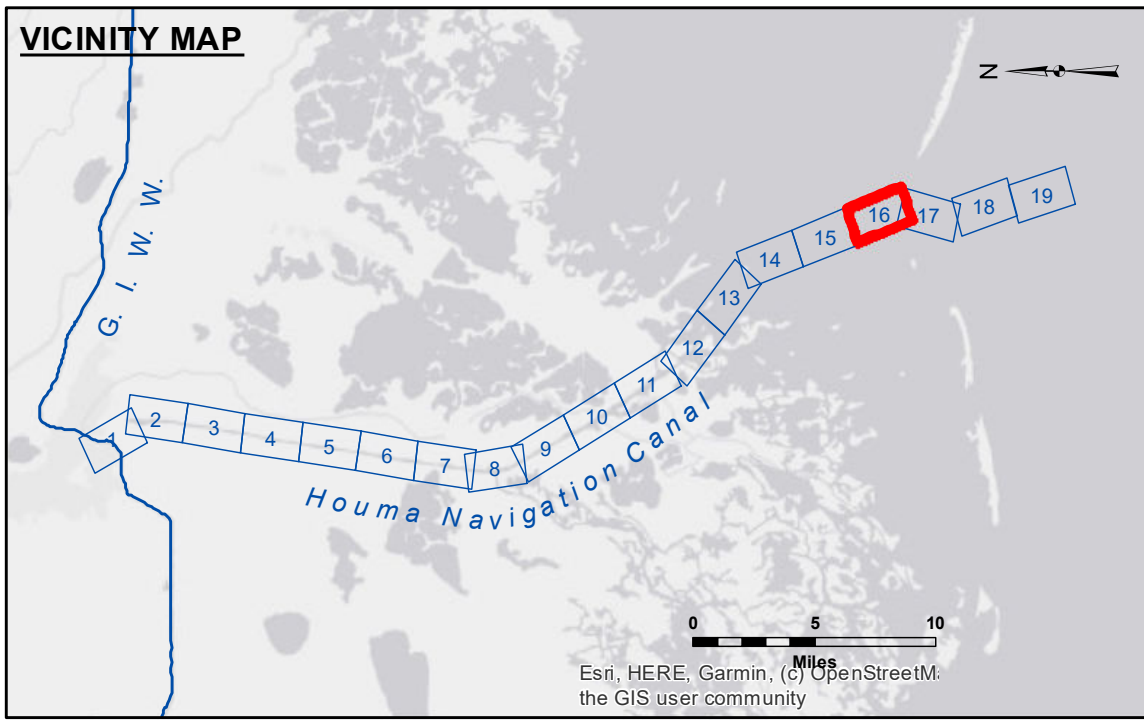 VICINITY MAP
N
G. I. W. W.
1
2
3
4
5
6
7
8
9
10
11
12
13
14
15
16
17
18
19
Houma Navigation Canal
0 5 10
Miles
Esri, HERE, Garmin, (c) OpenStreetM
the GIS user community